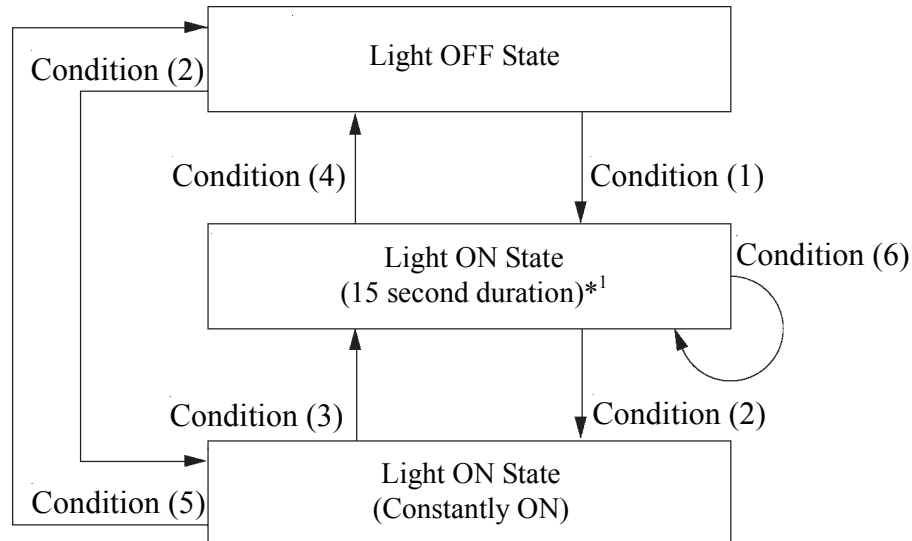 Light OFF State
Condition (2)
Condition (4)
Condition (1)
Light ON State
(15 second duration)*1
Condition (6)
Condition (3)
Condition (2)
Light ON State
(Constantly ON)
Condition (5)